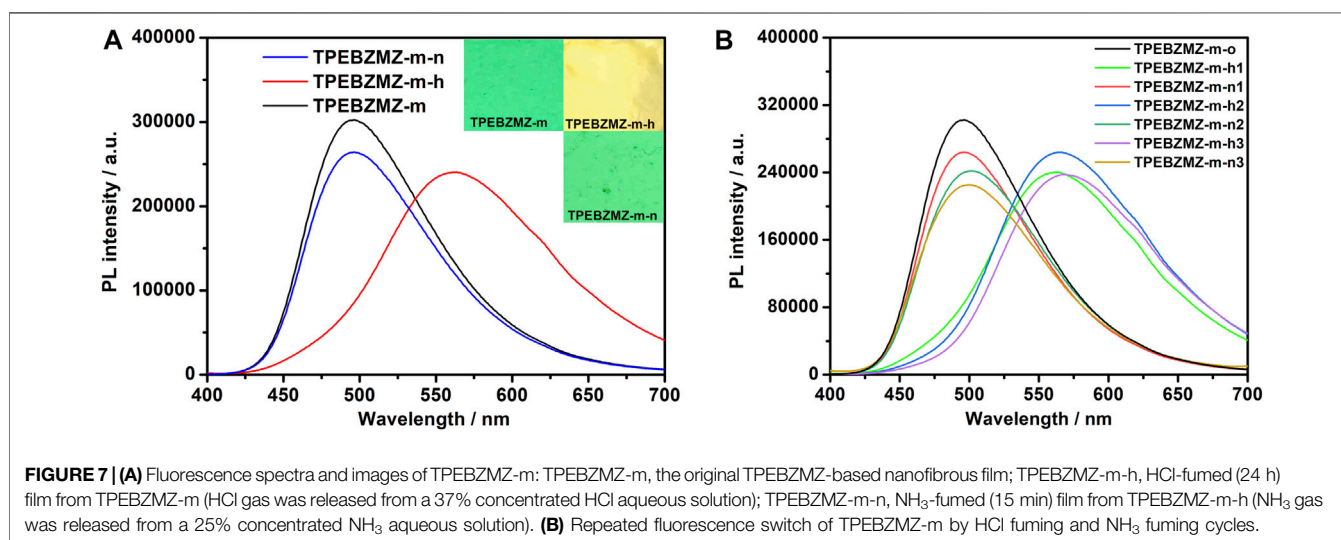 A
400000
300000
200000
100000
0
PL intensity / a.u.
TPEBZMZ-m-n
TPEBZMZ-m-h
TPEBZMZ-m
TPEBZMZ-m
TPEBZMZ-m-h
TPEBZMZ-m-n
400 450 500 550 600 650 700
Wavelength / nm
B
400000
320000
240000
160000
80000
0
PL intensity / a.u.
TPEBZMZ-m-o
TPEBZMZ-m-h1
TPEBZMZ-m-n1
TPEBZMZ-m-h2
TPEBZMZ-m-n2
TPEBZMZ-m-h3
TPEBZMZ-m-n3
400 450 500 550 600 650 700
Wavelength / nm
FIGURE 7 | (A) Fluorescence spectra and images of TPEBZMZ-m: TPEBZMZ-m, the original TPEBZMZ-based nanofibrous film; TPEBZMZ-m-h, HCl-fumed (24 h)
film from TPEBZMZ-m (HCl gas was released from a 37% concentrated HCl aqueous solution); TPEBZMZ-m-n, NH₃-fumed (15 min) film from TPEBZMZ-m-h (NH₃ gas
was released from a 25% concentrated NH₃ aqueous solution). (B) Repeated fluorescence switch of TPEBZMZ-m by HCl fuming and NH₃ fuming cycles.